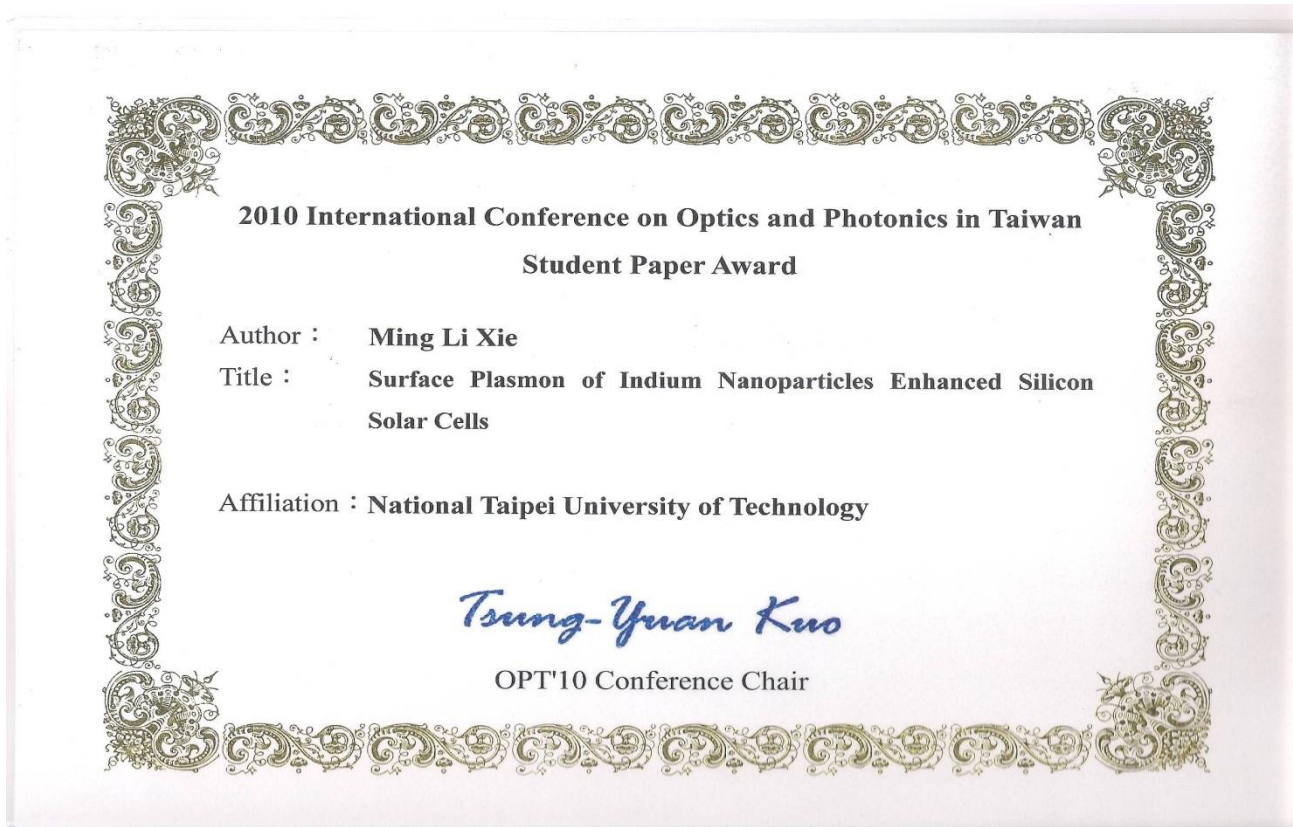 2010 International Conference on Optics and Photonics in Taiwan
Student Paper Award
Author： Ming Li Xie
Title： Surface Plasmon of Indium Nanoparticles Enhanced Silicon
Solar Cells
Affiliation：National Taipei University of Technology
Tsung-Yuan Kuo
OPT'10 Conference Chair